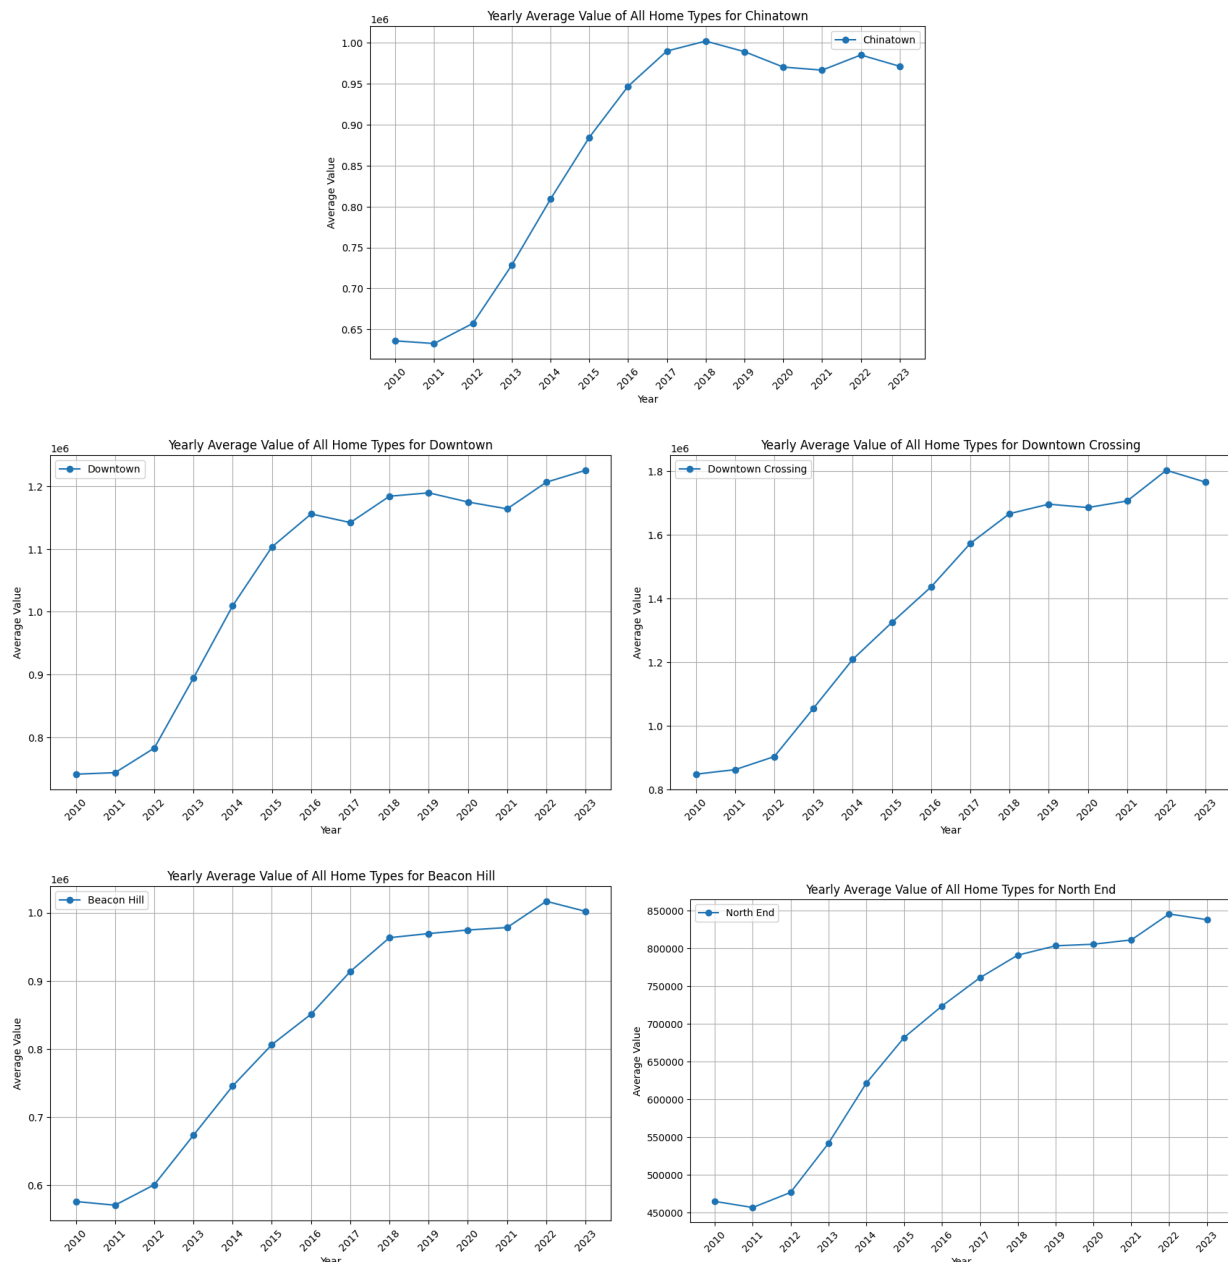 Yearly Average Value of All Home Types for Chinatown
1e6
Chinatown
1.00
0.95
0.90
0.85
0.80
0.75
0.70
0.65
Average Value
2010 2011 2012 2013 2014 2015 2016 2017 2018 2019 2020 2021 2022 2023
Year
Yearly Average Value of All Home Types for Downtown
1e6
Downtown
1.2
1.1
1.0
0.9
0.8
Average Value
2010 2011 2012 2013 2014 2015 2016 2017 2018 2019 2020 2021 2022 2023
Year
Yearly Average Value of All Home Types for Downtown Crossing
1e6
Downtown Crossing
1.8
1.6
1.4
1.2
1.0
0.8
Average Value
2010 2011 2012 2013 2014 2015 2016 2017 2018 2019 2020 2021 2022 2023
Year
Yearly Average Value of All Home Types for Beacon Hill
1e6
Beacon Hill
1.0
0.9
0.8
0.7
0.6
Average Value
2010 2011 2012 2013 2014 2015 2016 2017 2018 2019 2020 2021 2022 2023
Year
Yearly Average Value of All Home Types for North End
North End
850000
800000
750000
700000
650000
600000
550000
500000
450000
Average Value
2010 2011 2012 2013 2014 2015 2016 2017 2018 2019 2020 2021 2022 2023
Year